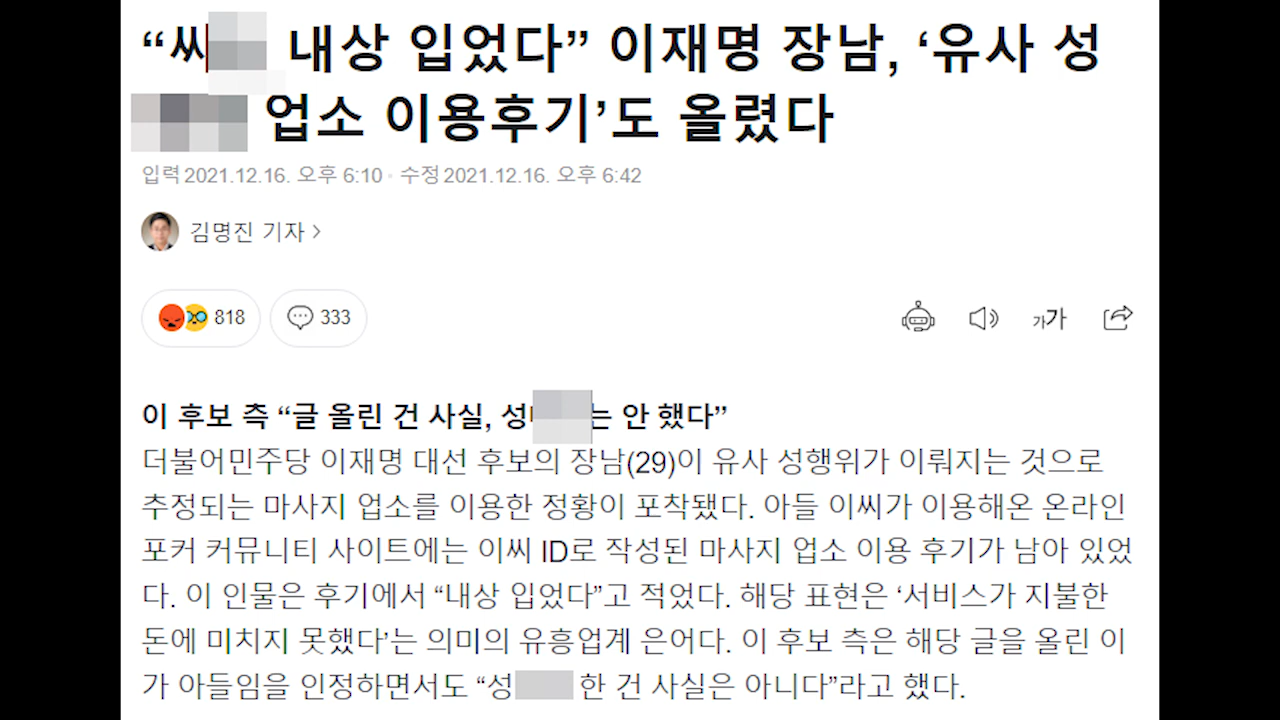 “씨 내상 입었다” 이재명 장남, ‘유사 성
업소 이용후기’도 올렸다
입력 2021.12.16. 오후 6:10 · 수정 2021.12.16. 오후 6:42
김명진 기자 >
818 333 가가
이 후보 측 “글 올린 건 사실, 성 는 안 했다”
더불어민주당 이재명 대선 후보의 장남(29)이 유사 성행위가 이뤄지는 것으로
추정되는 마사지 업소를 이용한 정황이 포착됐다. 아들 이씨가 이용해온 온라인
포커 커뮤니티 사이트에는 이씨 ID로 작성된 마사지 업소 이용 후기가 남아 있었
다. 이 인물은 후기에서 “내상 입었다”고 적었다. 해당 표현은 ‘서비스가 지불한
돈에 미치지 못했다’는 의미의 유흥업계 은어다. 이 후보 측은 해당 글을 올린 이
가 아들임을 인정하면서도 “성 한 건 사실은 아니다”라고 했다.